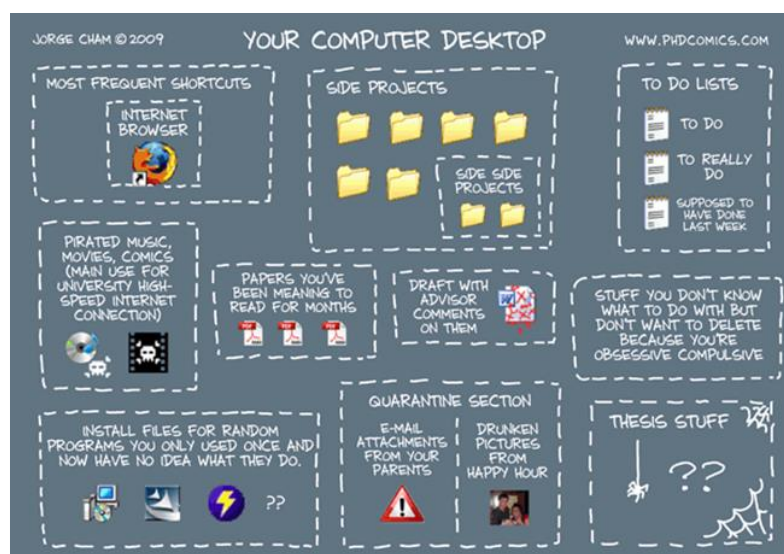 JORGE CHAM © 2009
YOUR COMPUTER DESKTOP
WWW.PHDCOMICS.COM
MOST FREQUENT SHORTCUTS
INTERNET
BROWSER
SIDE PROJECTS
SIDE SIDE
PROJECTS
TO DO LISTS
TO DO
TO REALLY
DO
SUPPOSED TO
HAVE DONE
LAST WEEK
PIRATED MUSIC,
MOVIES, COMICS
(MAIN USE FOR
UNIVERSITY HIGH-
SPEED INTERNET
CONNECTION)
PAPERS YOU'VE
BEEN MEANING TO
READ FOR MONTHS
PDF
PDF
PDF
DRAFT WITH
ADVISOR
COMMENTS
ON THEM
W
STUFF YOU DON'T KNOW
WHAT TO DO WITH BUT
DON'T WANT TO DELETE
BECAUSE YOU'RE
OBSESSIVE COMPULSIVE
INSTALL FILES FOR RANDOM
PROGRAMS YOU ONLY USED ONCE AND
NOW HAVE NO IDEA WHAT THEY DO.
??
QUARANTINE SECTION
E-MAIL
ATTACHMENTS
FROM YOUR
PARENTS
DRUNKEN
PICTURES
FROM
HAPPY HOUR
THESIS STUFF
??